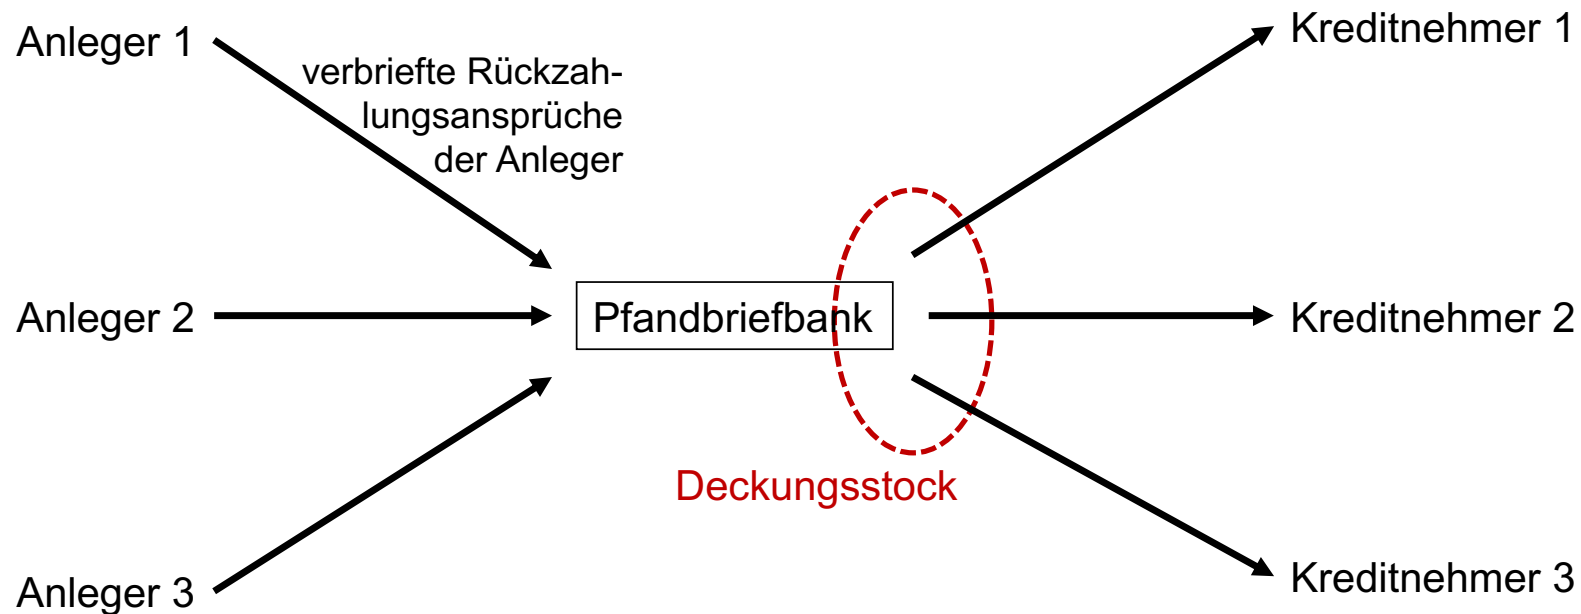 Anleger 1
verbriefte Rückzah-
lungsansprüche
der Anleger
Kreditnehmer 1
Anleger 2
Pfandbriefbank
Kreditnehmer 2
Deckungsstock
Anleger 3
Kreditnehmer 3